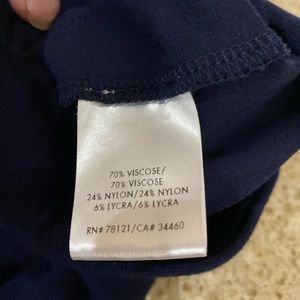 70% VISCOSE/
70% VISCOSE
24% NYLON/24% NYLON
6% LYCRA/6% LYCRA
RN# 78121/CA# 34460